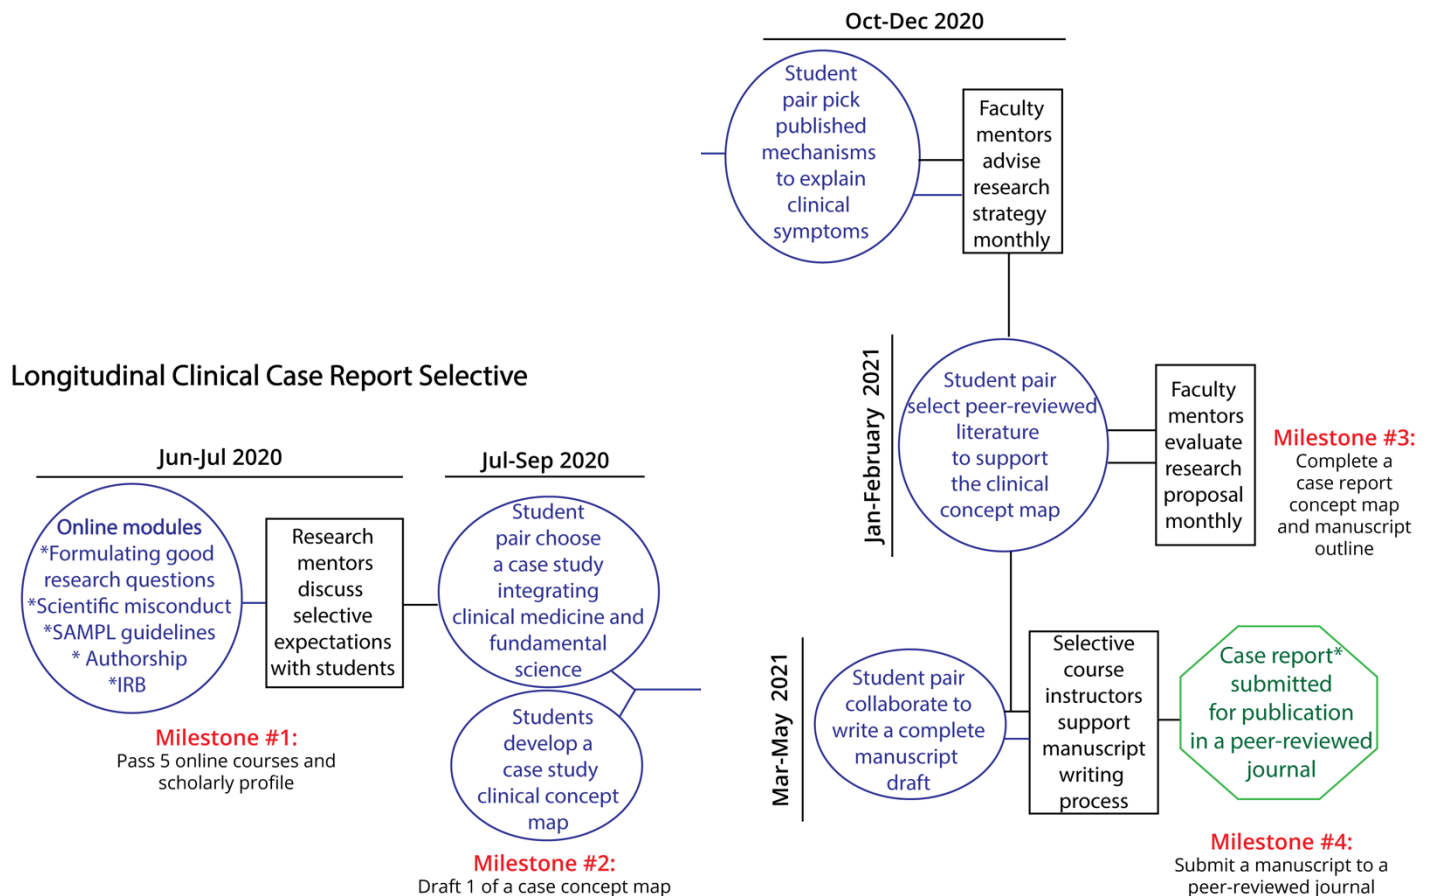 Longitudinal Clinical Case Report Selective
Jun-Jul 2020
Online modules
*Formulating good
research questions
*Scientific misconduct
*SAMPL guidelines
* Authorship
*IRB
Research
mentors
discuss
selective
expectations
with students
Milestone #1:
Pass 5 online courses and
scholarly profile
Jul-Sep 2020
Student
pair choose
a case study
integrating
clinical medicine and
fundamental
science
Students
develop a
case study
clinical concept
map
Milestone #2:
Draft 1 of a case concept map
Oct-Dec 2020
Student
pair pick
published
mechanisms
to explain
clinical
symptoms
Faculty
mentors
advise
research
strategy
monthly
Jan-February 2021
Student pair
select peer-reviewed
literature
to support
the clinical
concept map
Faculty
mentors
evaluate
research
proposal
monthly
Milestone #3:
Complete a
case report
concept map
and manuscript
outline
Mar-May 2021
Student pair
collaborate to
write a complete
manuscript
draft
Selective
course
instructors
support
manuscript
writing
process
Case report*
submitted
for publication
in a peer-reviewed
journal
Milestone #4:
Submit a manuscript to a
peer-reviewed journal